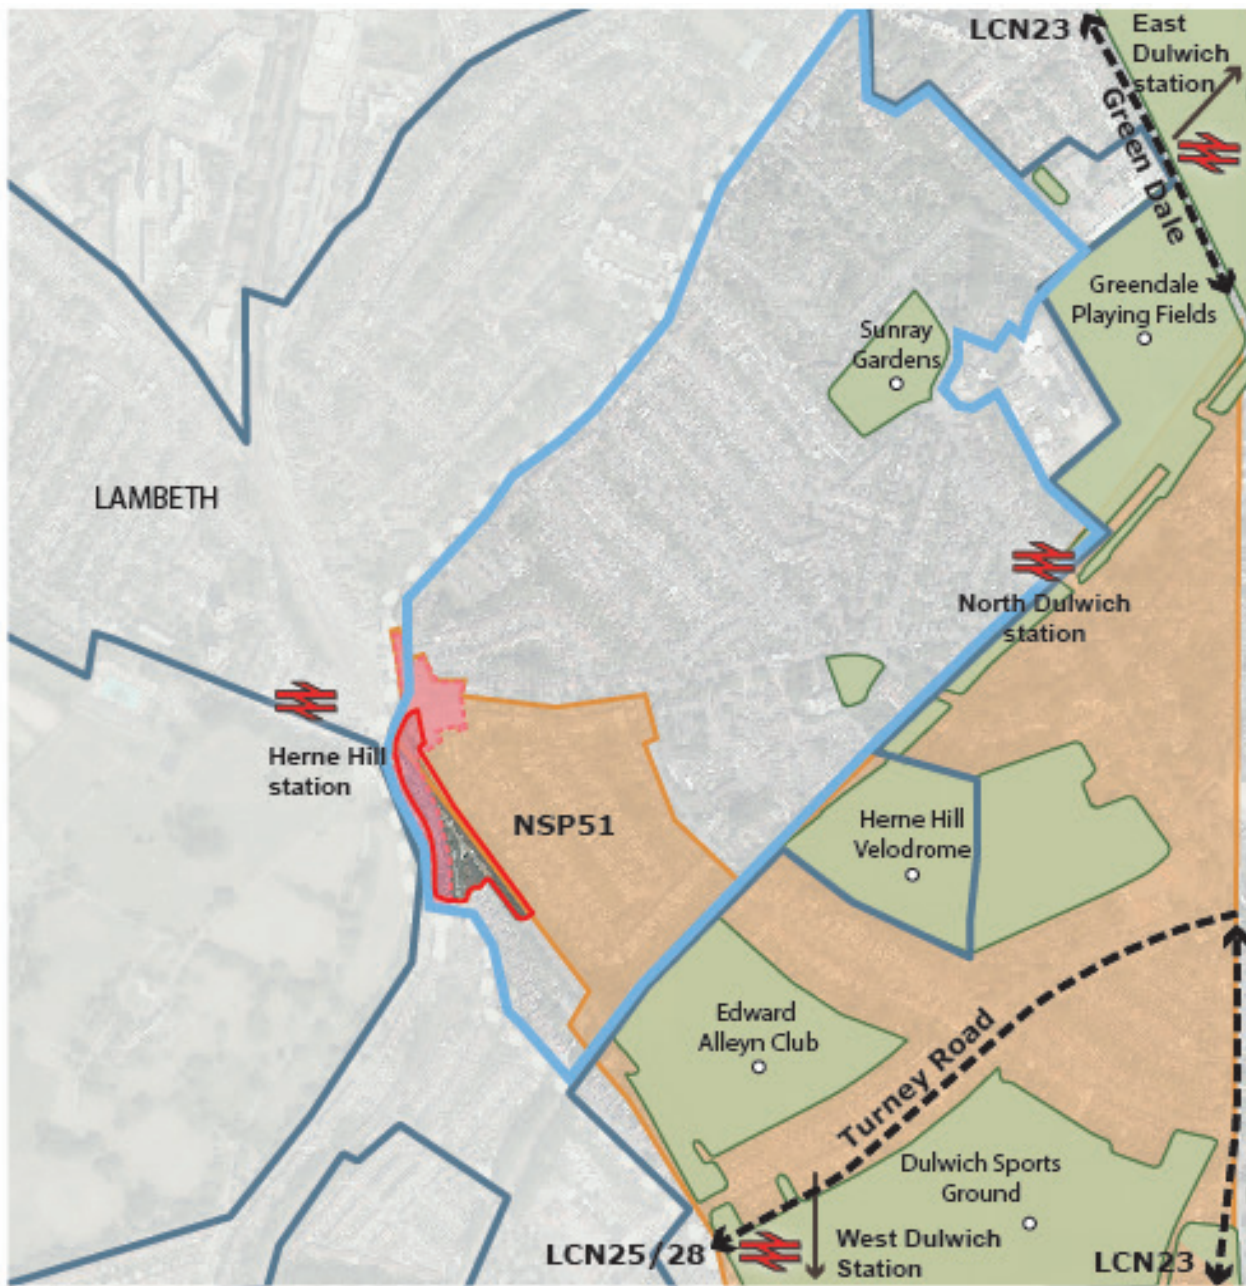 LCN23
East
Dulwich
station
Green Dale
Greendale
Playing Fields
Sunray
Gardens
LAMBETH
North Dulwich
station
Herne Hill
station
NSP51
Herne Hill
Velodrome
Edward
Alleyn Club
Turney Road
Dulwich Sports
Ground
LCN25/28
West Dulwich
Station
LCN23